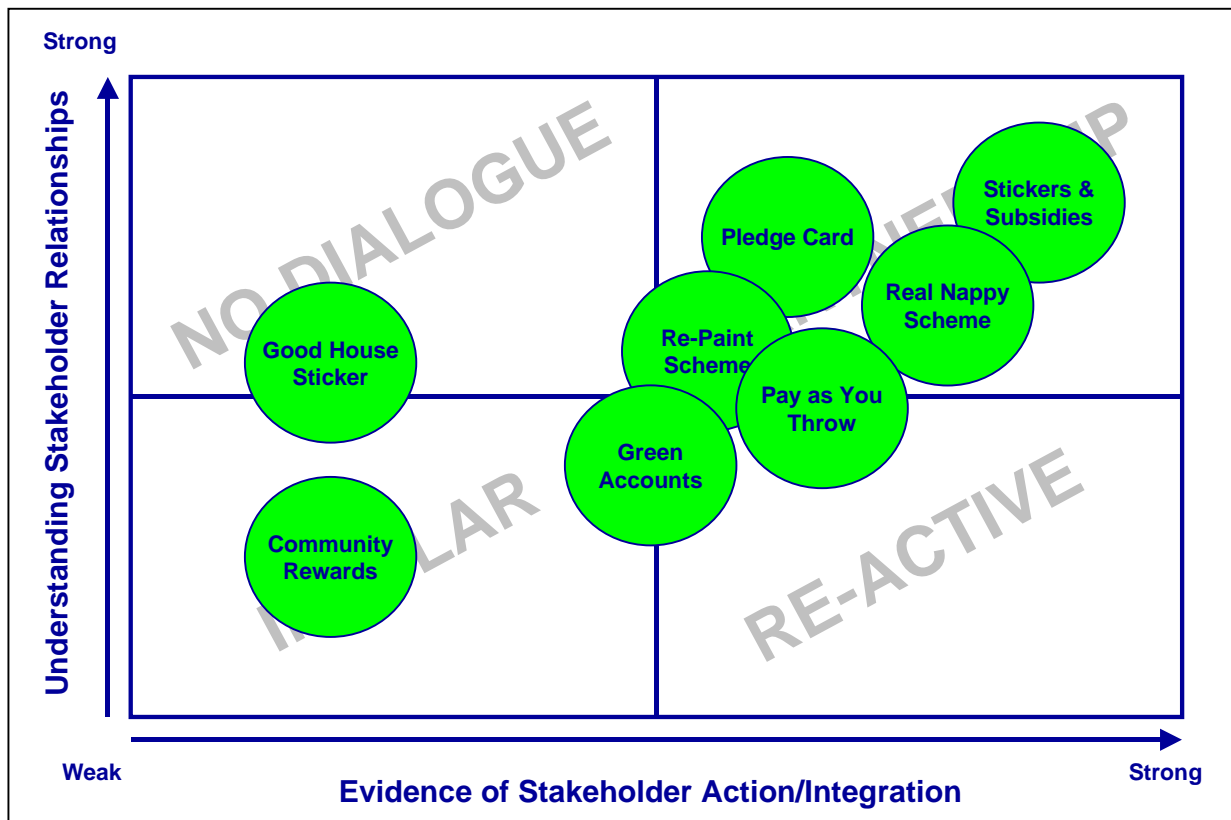 Strong
Understanding Stakeholder Relationships
NO DIALOGUE
Stickers &
Subsidies
Pledge Card
Real Nappy
Scheme
Re-Paint
Scheme
Good House
Sticker
Pay as You
Throw
Green
Accounts
Community
Rewards
RE-ACTIVE
Weak
Strong
Evidence of Stakeholder Action/Integration